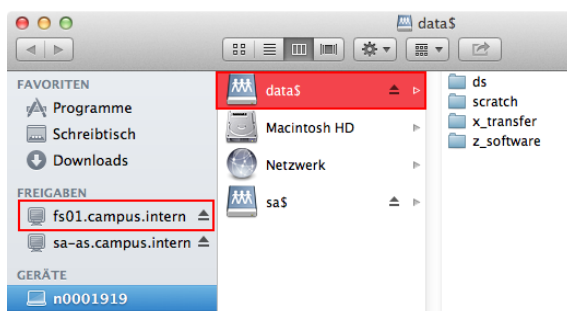 data$
FAVORITEN
Programme
Schreibtisch
Downloads
FREIGABEN
fs01.campus.intern
sa-as.campus.intern
GERÄTE
n0001919
data$
Macintosh HD
Netzwerk
sa$
ds
scratch
x_transfer
z_software